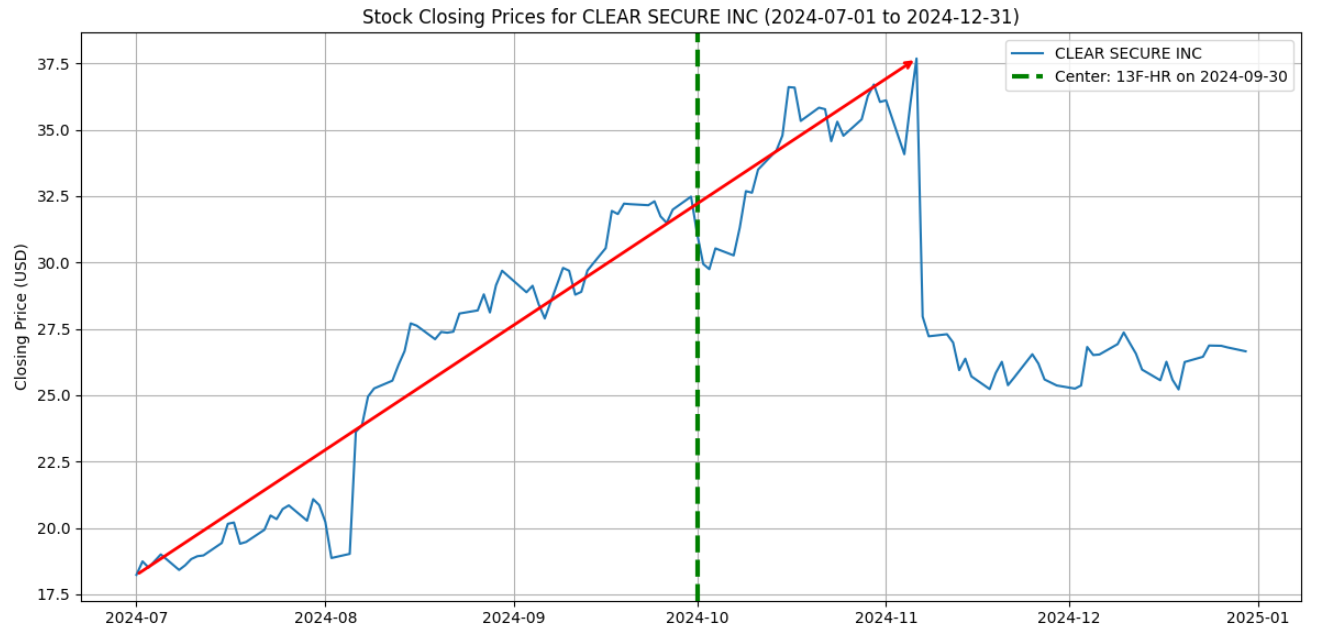 Stock Closing Prices for CLEAR SECURE INC (2024-07-01 to 2024-12-31)
CLEAR SECURE INC
Center: 13F-HR on 2024-09-30
Closing Price (USD)
37.5
35.0
32.5
30.0
27.5
25.0
22.5
20.0
17.5
2024-07 2024-08 2024-09 2024-10 2024-11 2024-12 2025-01